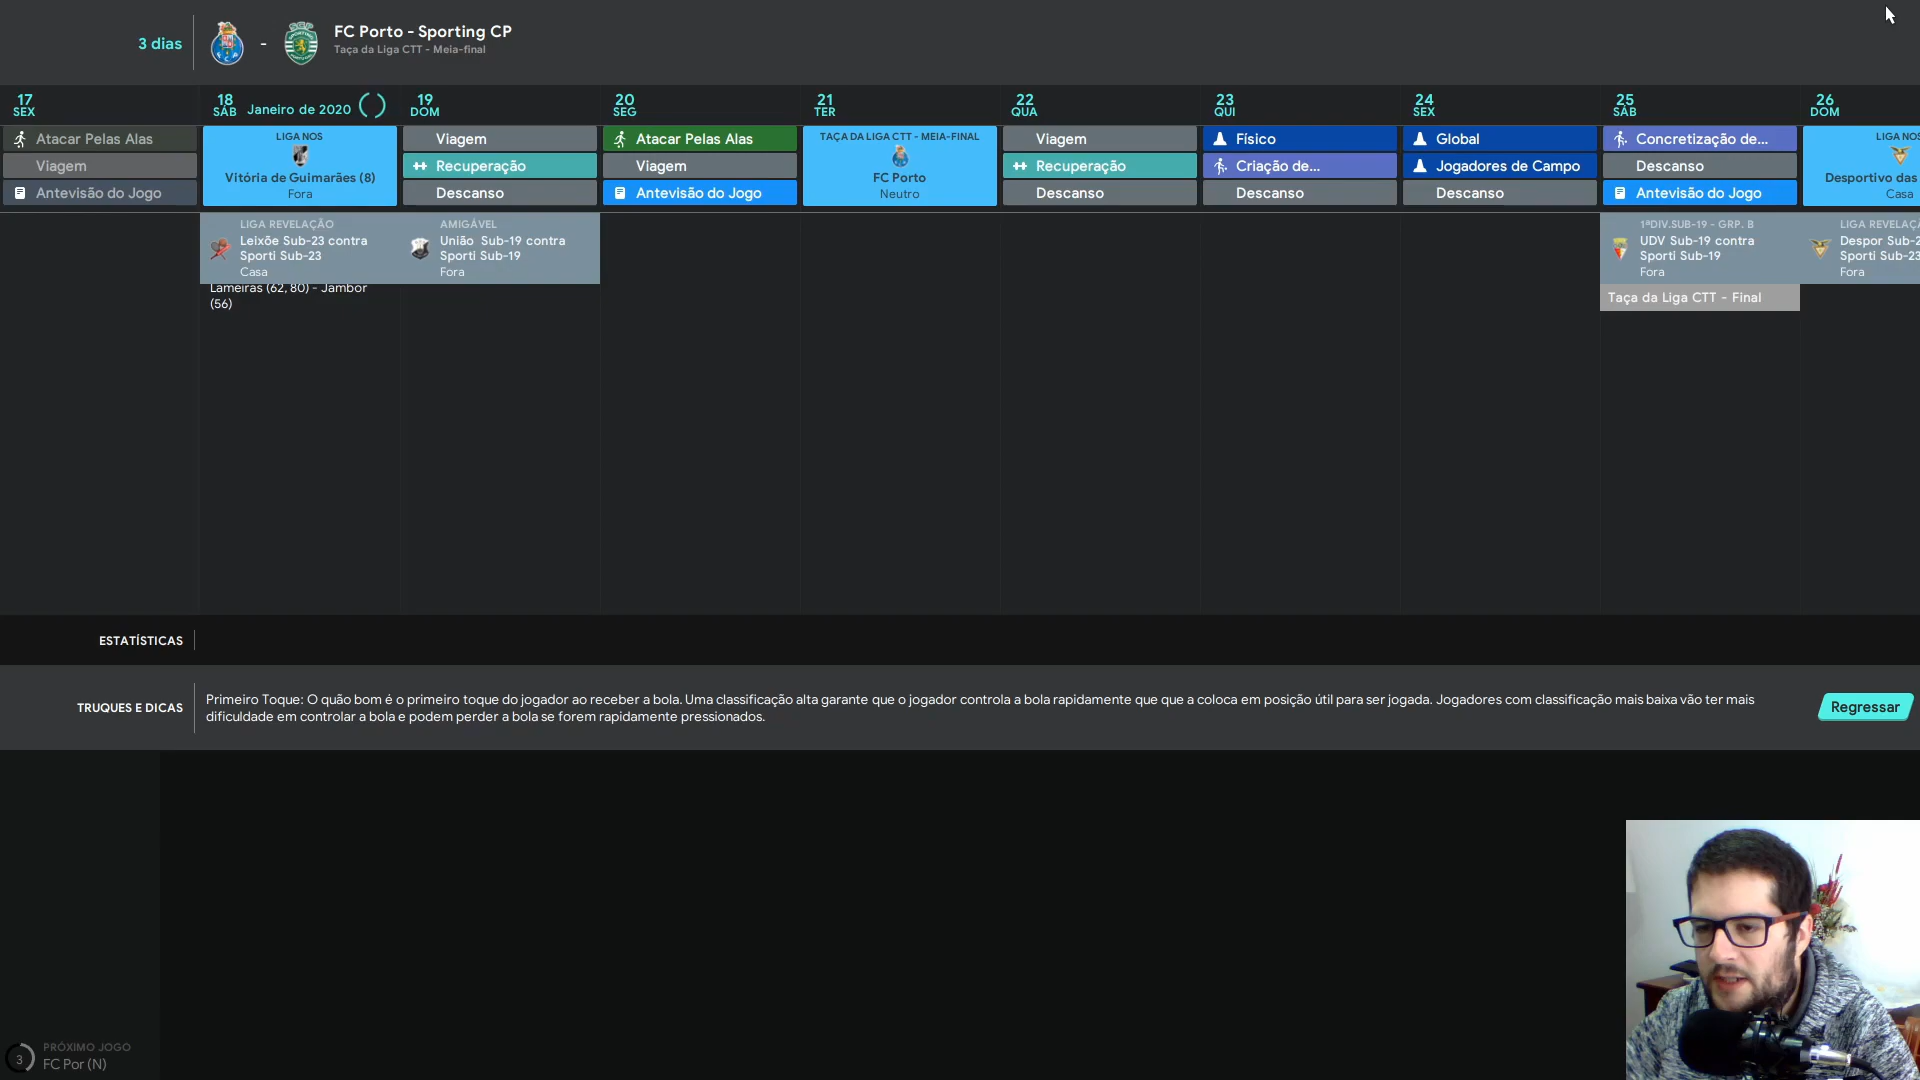 3 dias
-
FC Porto - Sporting CP
Taça da Liga CTT - Meia-final
17
SEX
18
SÁB
Janeiro de 2020
19
DOM
20
SEG
21
TER
22
QUA
23
QUI
24
SEX
25
SÁB
26
DOM
Atacar Pelas Alas
Viagem
Antevisão do Jogo
LIGA NOS
Vitória de Guimarães (8)
Fora
Viagem
Recuperação
Descanso
Atacar Pelas Alas
Viagem
Antevisão do Jogo
TAÇA DA LIGA CTT - MEIA-FINAL
FC Porto
Neutro
Viagem
Recuperação
Descanso
Físico
Criação de...
Descanso
Global
Jogadores de Campo
Descanso
Concretização de...
Descanso
Antevisão do Jogo
LIGA NOS
Desportivo das
Casa
LIGA REVELAÇÃO
Leixõe Sub-23 contra
Sporti Sub-23
Casa
Lameiras (62, 80) - Jambor
(56)
AMIGÁVEL
União Sub-19 contra
Sporti Sub-19
Fora
1ªDIV.SUB-19 - GRP. B
UDV Sub-19 contra
Sporti Sub-19
Fora
Taça da Liga CTT - Final
LIGA REVELAÇÃ
Despor Sub-2
Sporti Sub-23
Fora
ESTATÍSTICAS
TRUQUES E DICAS
Primeiro Toque: O quão bom é o primeiro toque do jogador ao receber a bola. Uma classificação alta garante que o jogador controla a bola rapidamente que que a coloca em posição útil para ser jogada. Jogadores com classificação mais baixa vão ter mais
dificuldade em controlar a bola e podem perder a bola se forem rapidamente pressionados.
Regressar
3
PRÓXIMO JOGO
FC Por (N)